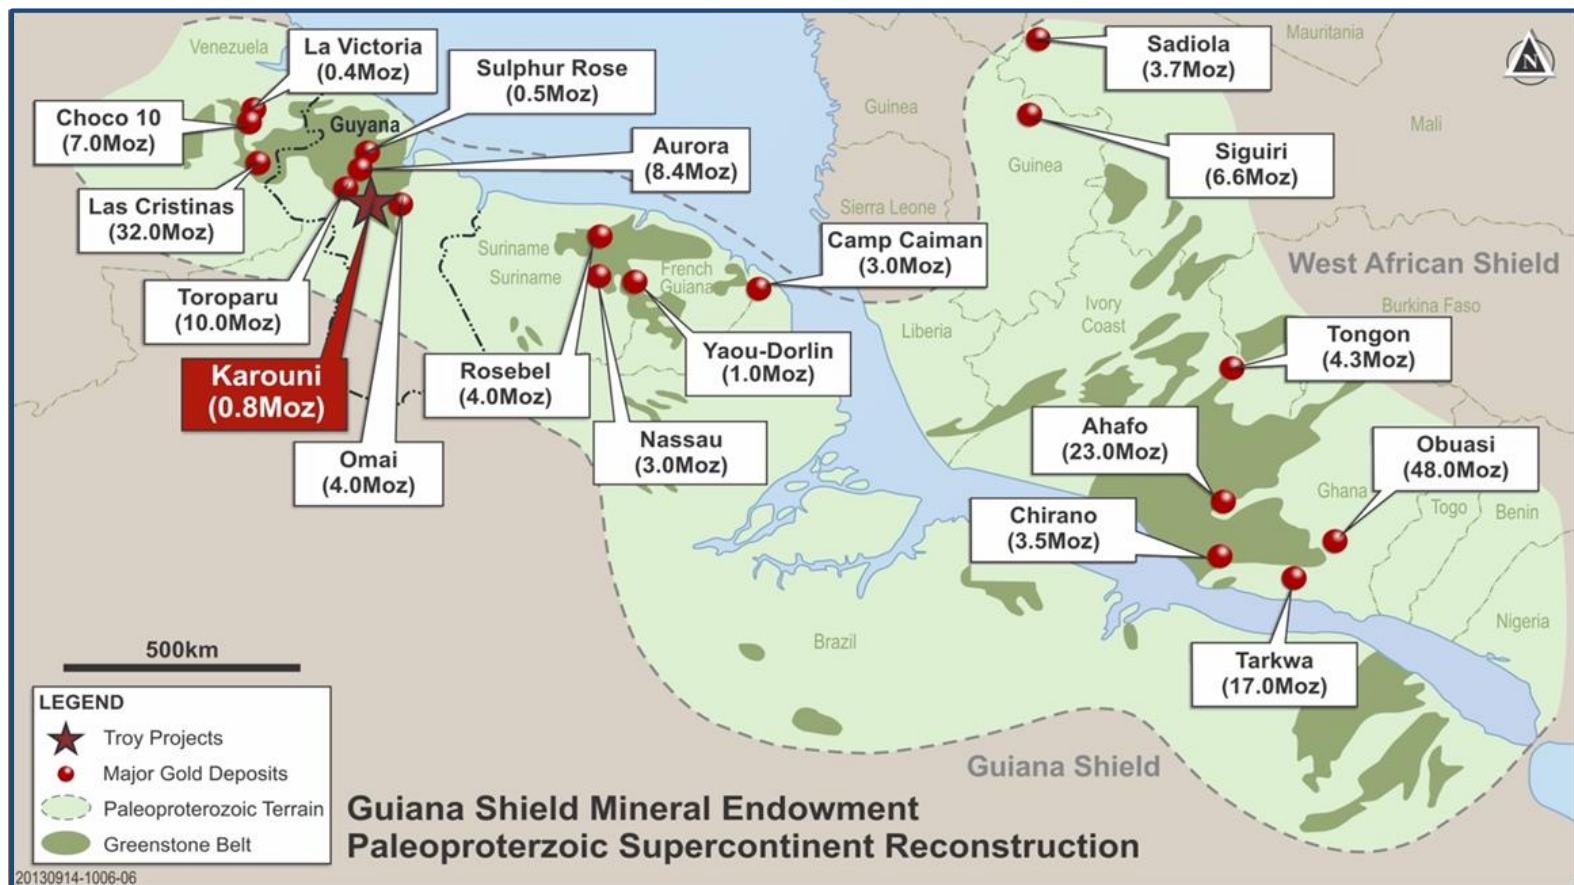 Venezuela
La Victoria
(0.4Moz)
Sulphur Rose
(0.5Moz)
Choco 10
(7.0Moz)
Guyana
Aurora
(8.4Moz)
Las Cristinas
(32.0Moz)
Toroparu
(10.0Moz)
Karouni
(0.8Moz)
Omai
(4.0Moz)
Suriname
Suriname
French
Guiana
Rosebel
(4.0Moz)
Nassau
(3.0Moz)
Yaou-Dorlin
(1.0Moz)
Camp Caiman
(3.0Moz)
Guinea
Sierra Leone
Liberia
Guinea
Ivory
Coast
Sadiola
(3.7Moz)
Mauritania
N
Mali
Siguiri
(6.6Moz)
West African Shield
Burkina Faso
Tongon
(4.3Moz)
Ahafo
(23.0Moz)
Obuasi
(48.0Moz)
Ghana
Togo
Benin
Chirano
(3.5Moz)
Nigeria
Tarkwa
(17.0Moz)
Brazil
Guiana Shield
500km
LEGEND
Troy Projects
Major Gold Deposits
Paleoproterozoic Terrain
Greenstone Belt
Guiana Shield Mineral Endowment
Paleoproterzoic Supercontinent Reconstruction
20130914-1006-06